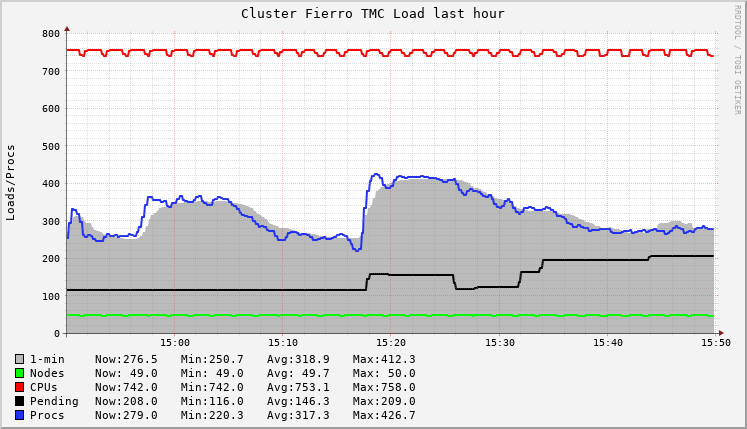 Cluster Fierro TMC Load last hour
RRDTOOL / TOBI OETIKER
Loads/Procs
800
700
600
500
400
300
200
100
0
15:00 15:10 15:20 15:30 15:40 15:50
1-min Now:276.5 Min:250.7 Avg:318.9 Max:412.3
Nodes Now: 49.0 Min: 49.0 Avg: 49.7 Max: 50.0
CPUs Now:742.0 Min:742.0 Avg:753.1 Max:758.0
Pending Now:208.0 Min:116.0 Avg:146.3 Max:209.0
Procs Now:279.0 Min:220.3 Avg:317.3 Max:426.7